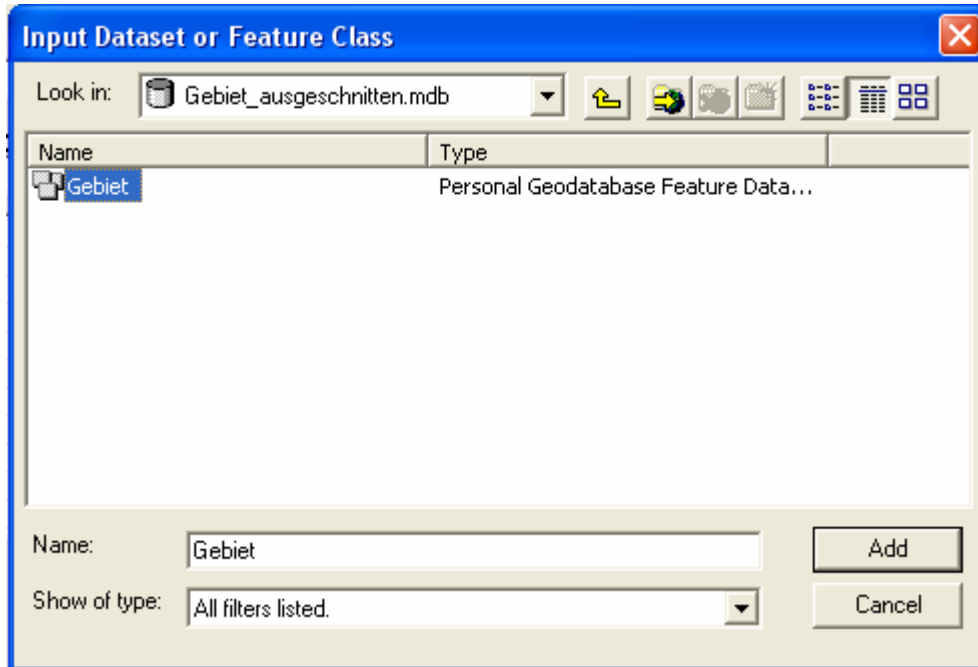 Input Dataset or Feature Class
Look in: Gebiet_ausgeschnitten.mdb
Name Type
Gebiet Personal Geodatabase Feature Data...
Name: Gebiet Add
Show of type: All filters listed. Cancel